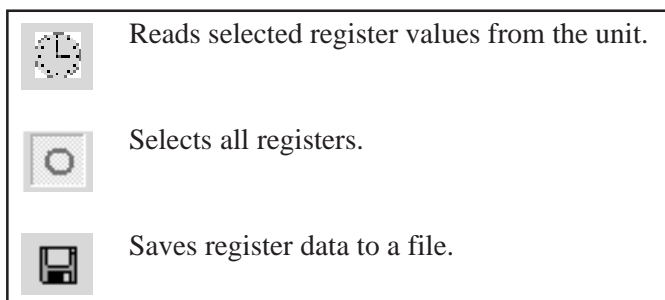 Reads selected register values from the unit.
Selects all registers.
Saves register data to a file.